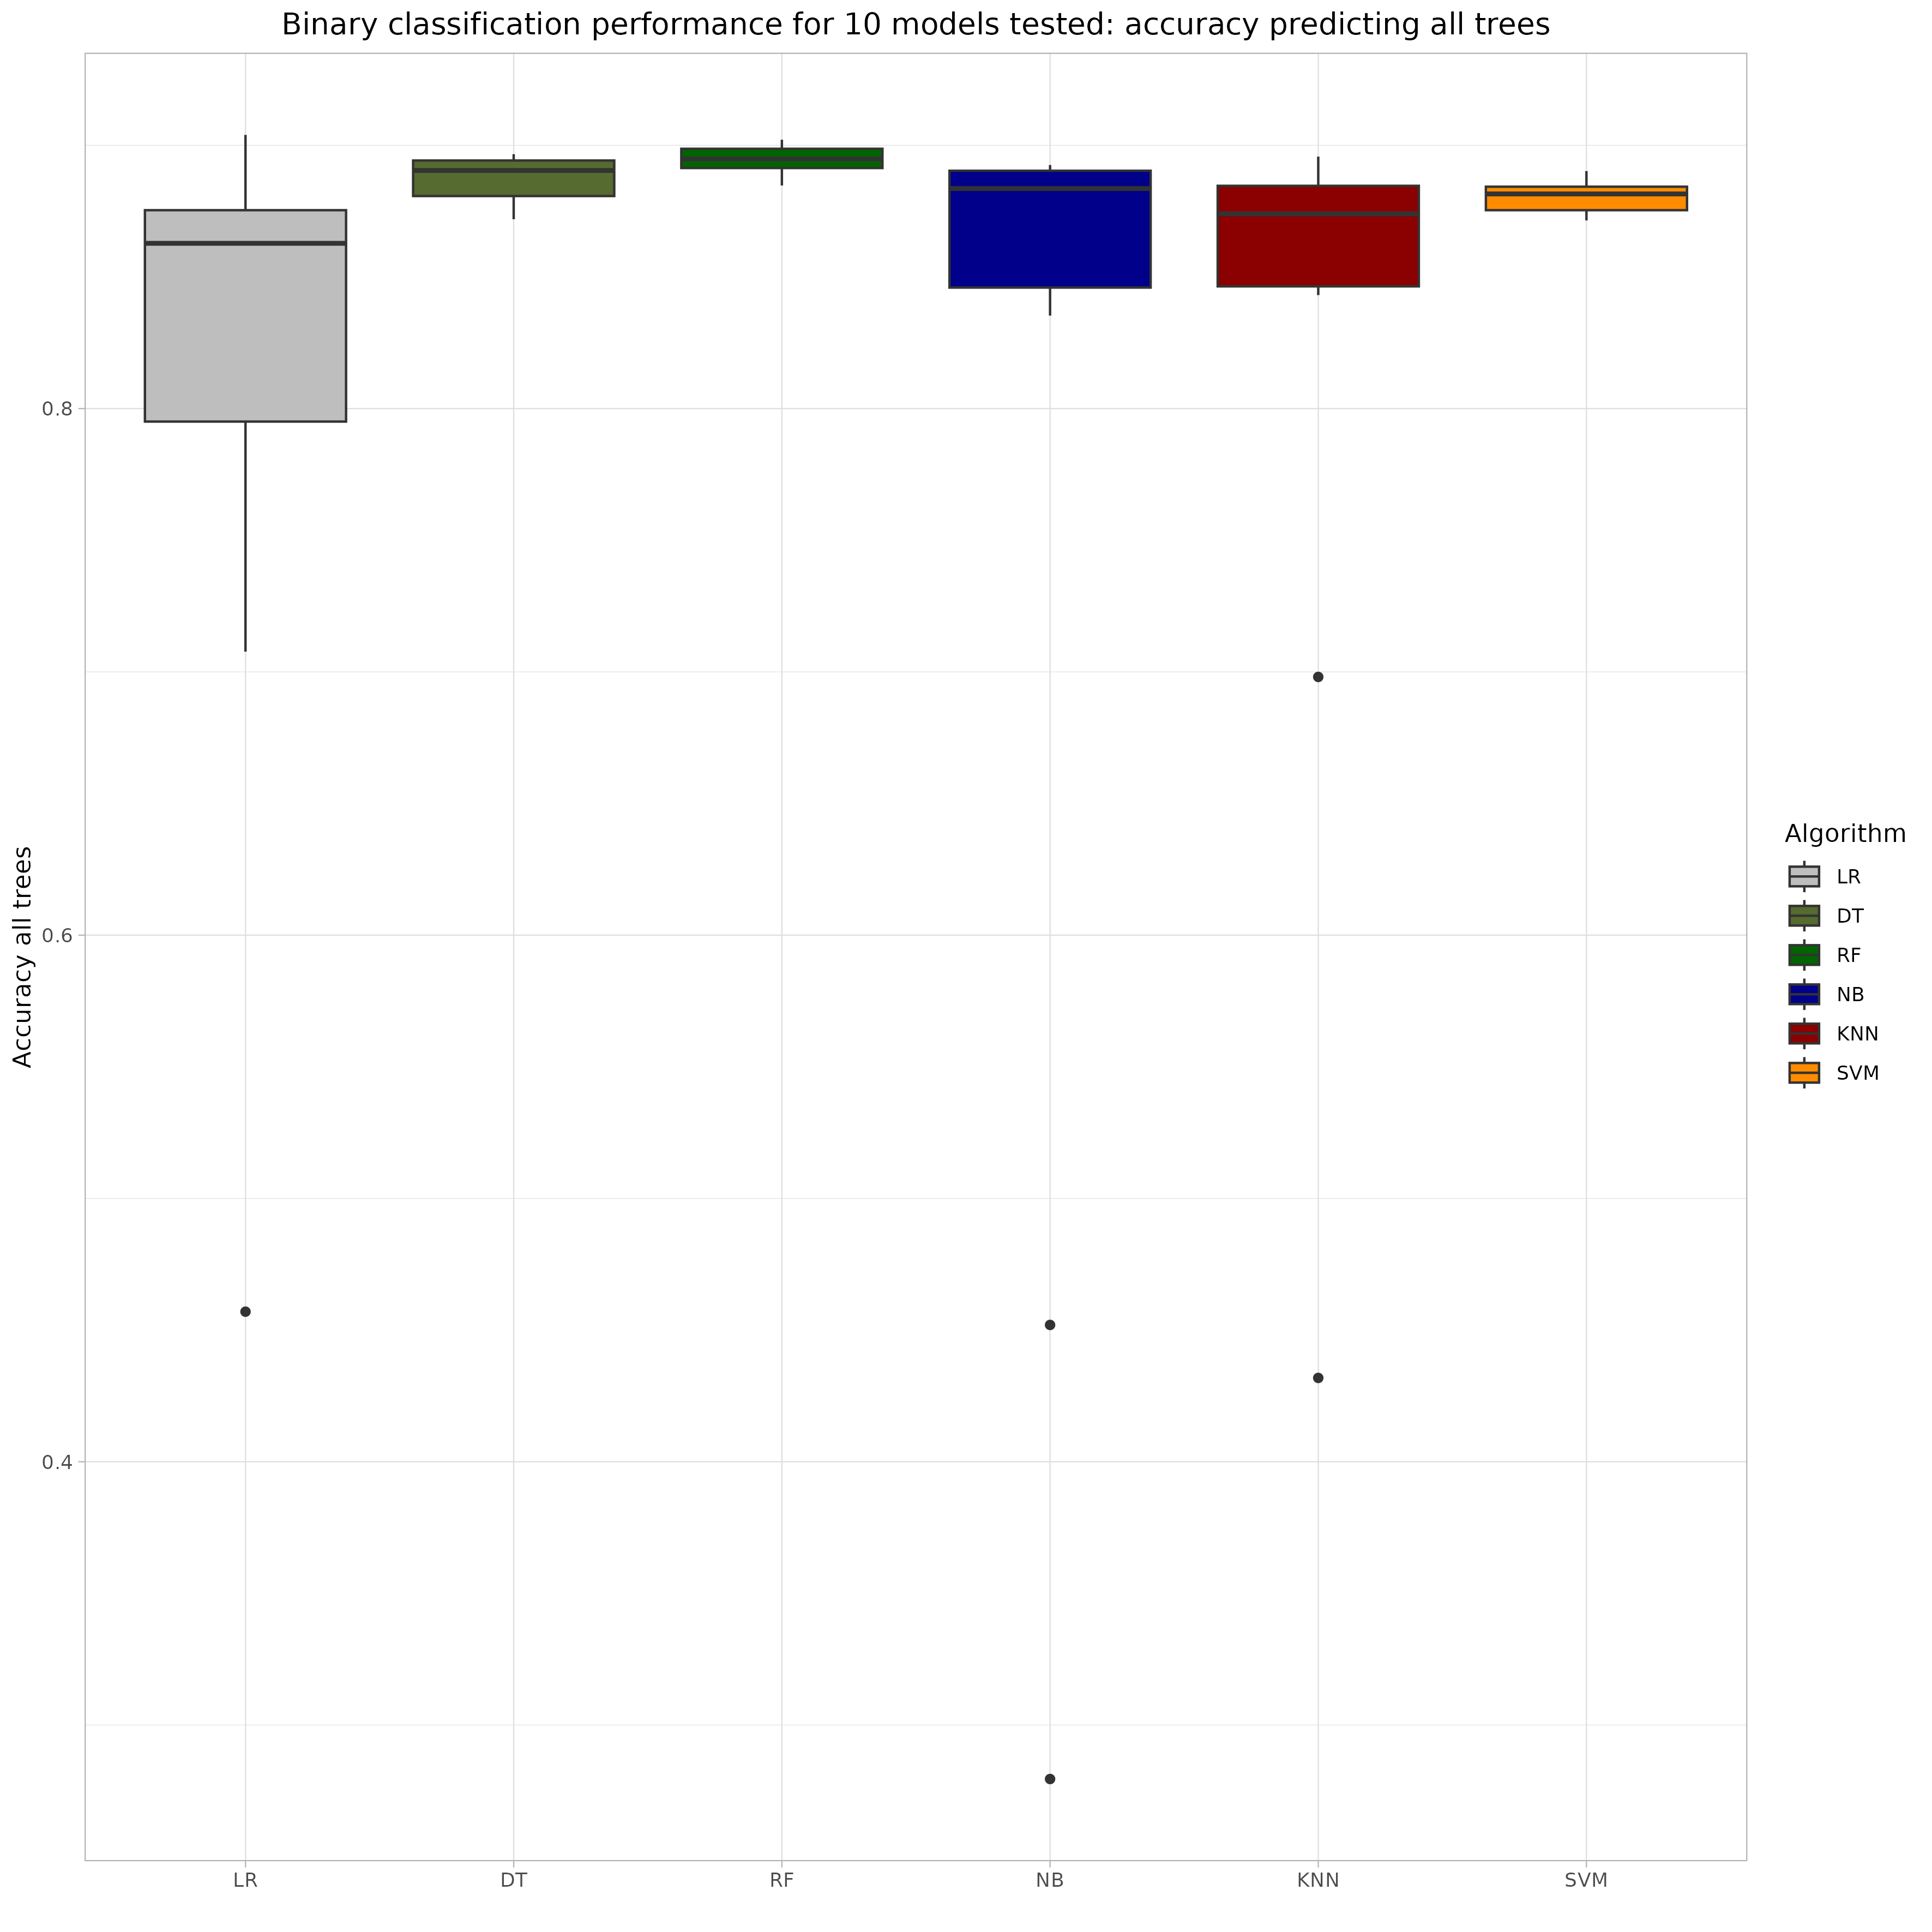 Binary classification performance for 10 models tested: accuracy predicting all trees
Accuracy all trees
0.8
0.6
0.4
LR DT RF NB KNN SVM
Algorithm
LR
DT
RF
NB
KNN
SVM